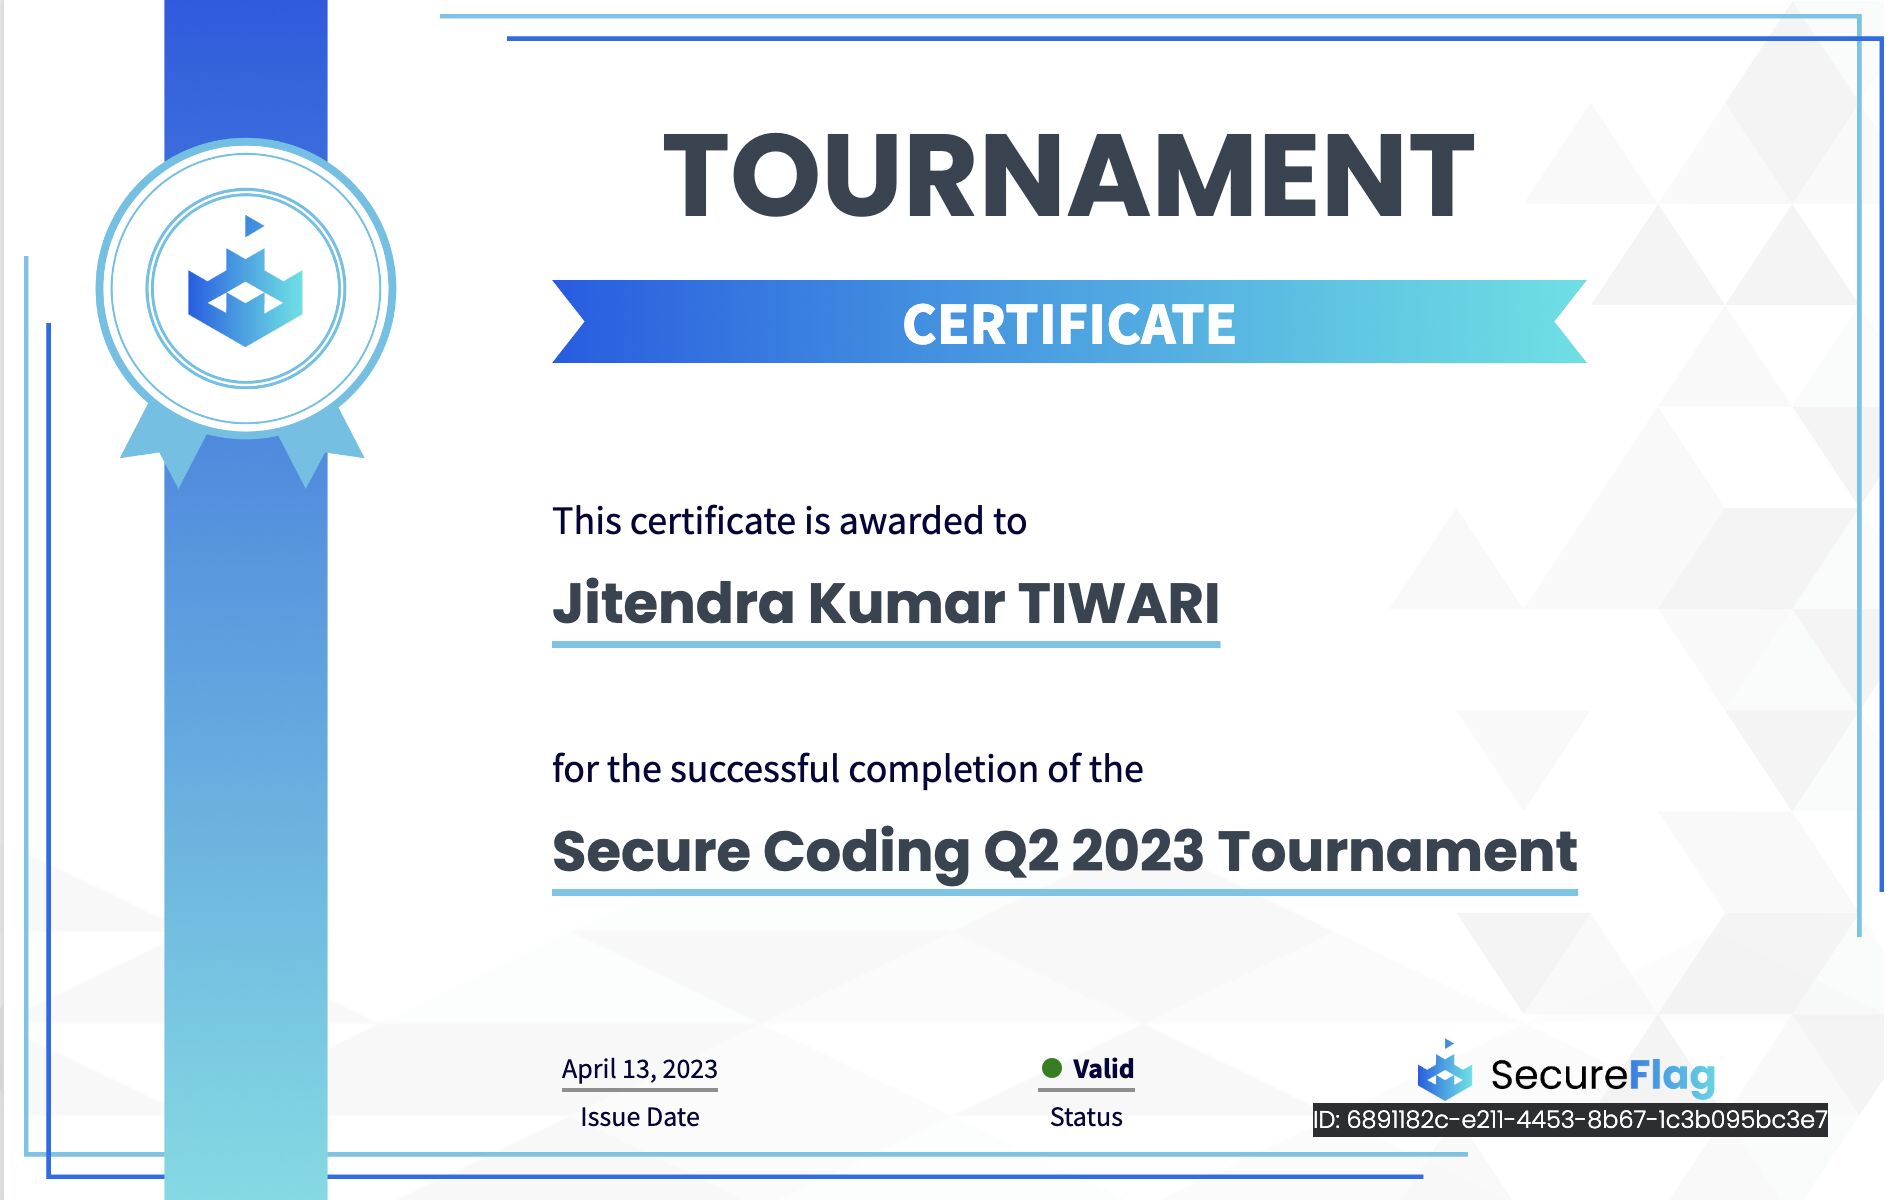 TOURNAMENT
CERTIFICATE
This certificate is awarded to
Jitendra Kumar TIWARI
for the successful completion of the
Secure Coding Q2 2023 Tournament
April 13, 2023
Issue Date
Valid
Status
SecureFlag
ID: 6891182c-e211-4453-8b67-1c3b095bc3e7